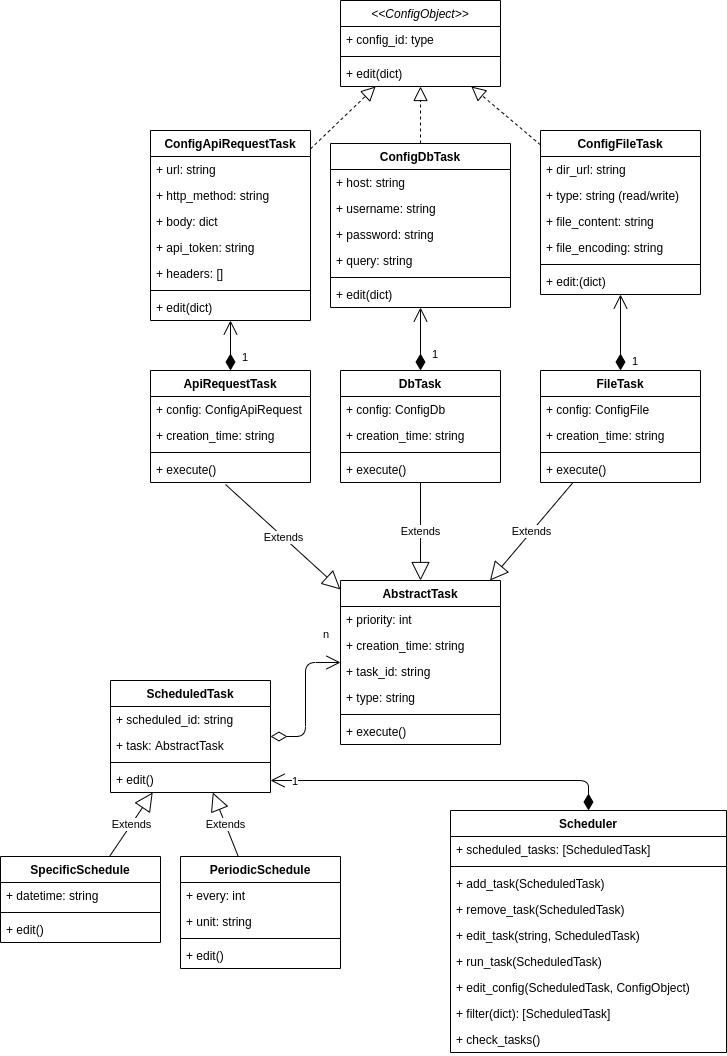 <<ConfigObject>>
+ config_id: type
+ edit(dict)
ConfigApiRequestTask
+ url: string
+ http_method: string
+ body: dict
+ api_token: string
+ headers: []
+ edit(dict)
ConfigDbTask
+ host: string
+ username: string
+ password: string
+ query: string
+ edit(dict)
ConfigFileTask
+ dir_url: string
+ type: string (read/write)
+ file_content: string
+ file_encoding: string
+ edit:(dict)
1
1
1
ApiRequestTask
+ config: ConfigApiRequest
+ creation_time: string
+ execute()
DbTask
+ config: ConfigDb
+ creation_time: string
+ execute()
FileTask
+ config: ConfigFile
+ creation_time: string
+ execute()
Extends
Extends
Extends
AbstractTask
+ priority: int
+ creation_time: string
+ task_id: string
+ type: string
+ execute()
n
ScheduledTask
+ scheduled_id: string
+ task: AbstractTask
+ edit()
1
Extends
Extends
SpecificSchedule
+ datetime: string
+ edit()
PeriodicSchedule
+ every: int
+ unit: string
+ edit()
Scheduler
+ scheduled_tasks: [ScheduledTask]
+ add_task(ScheduledTask)
+ remove_task(ScheduledTask)
+ edit_task(string, ScheduledTask)
+ run_task(ScheduledTask)
+ edit_config(ScheduledTask, ConfigObject)
+ filter(dict): [ScheduledTask]
+ check_tasks()